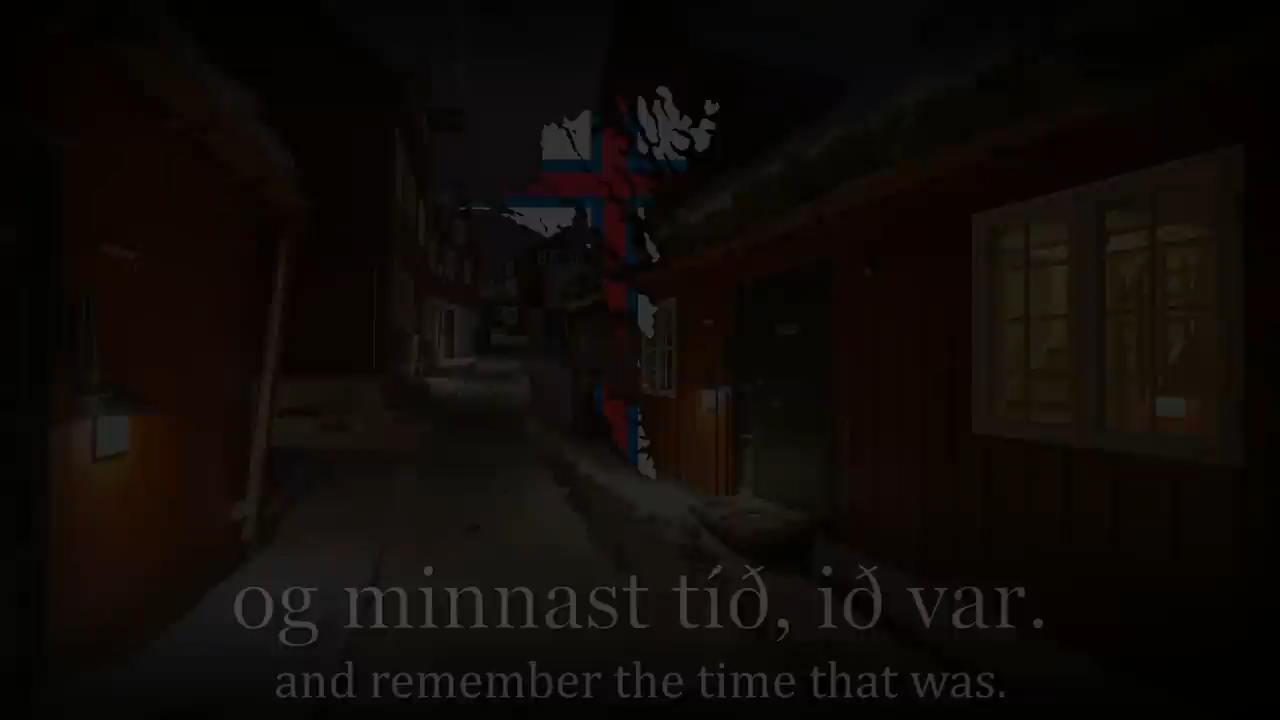 og minnast tíð, ið var.
and remember the time that was.